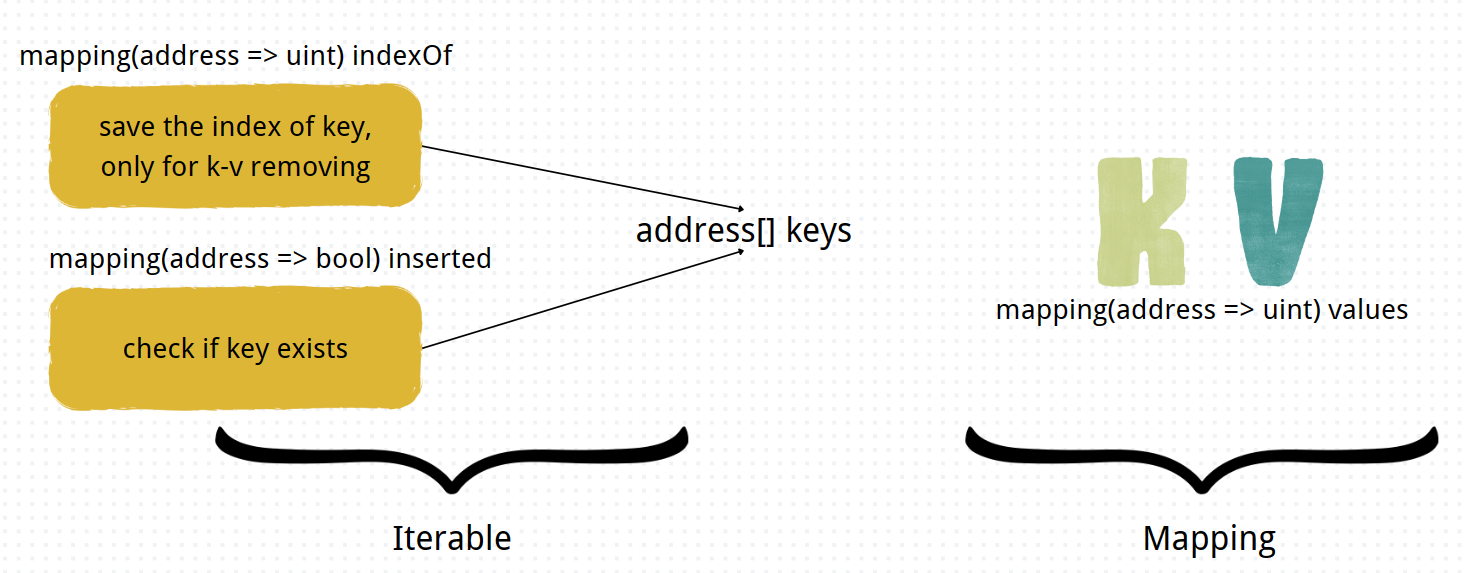 mapping(address => uint) indexOf
save the index of key,
only for k-v removing
mapping(address => bool) inserted
check if key exists
address[] keys
K V
mapping(address => uint) values
Iterable
Mapping